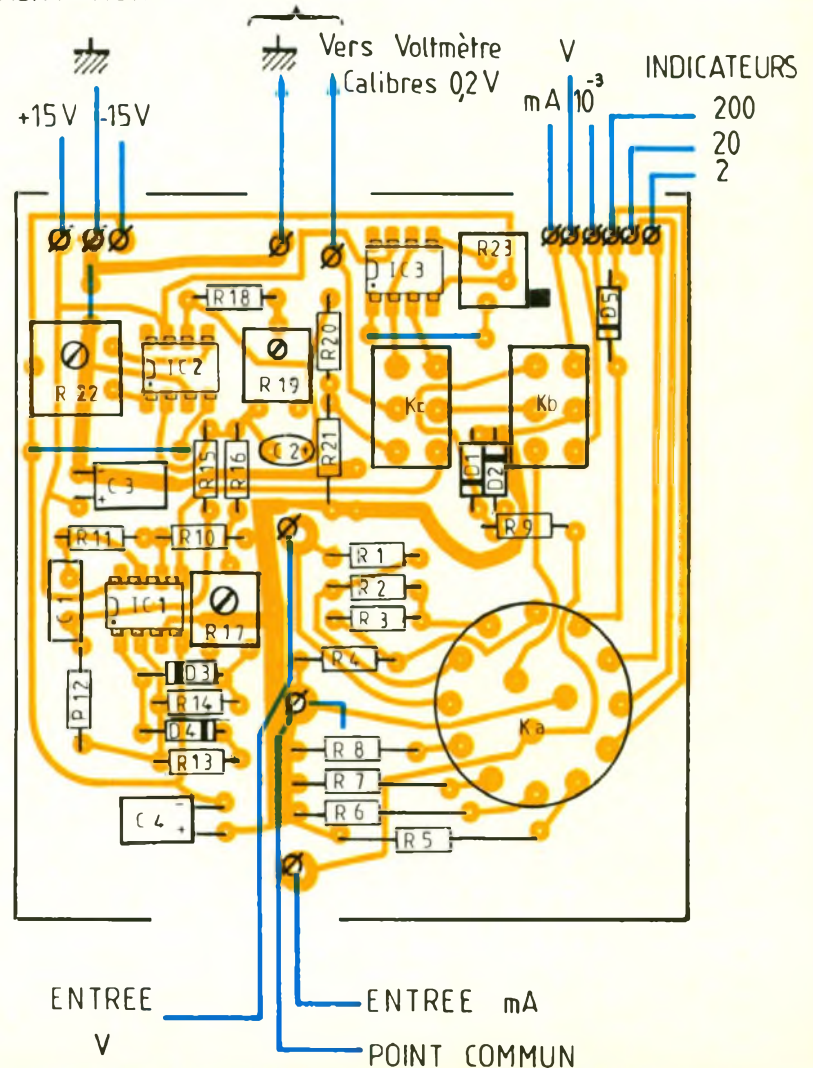 Vers Voltmètre
Calibres 0,2 V
+15V
-15V
V
mA
10⁻³
INDICATEURS
200
20
2
IC3
R23
D5
R18
R22
IC2
R19
R20
Kc
Kb
R15
R16
C2+
R21
D1
D2
C3
- +
R11
R10
R9
R1
R2
R3
C1
IC1
R17
R4
R12
D3
R14
D4
R13
Ka
R8
R7
R6
R5
C4
- +
ENTREE
V
ENTREE mA
POINT COMMUN